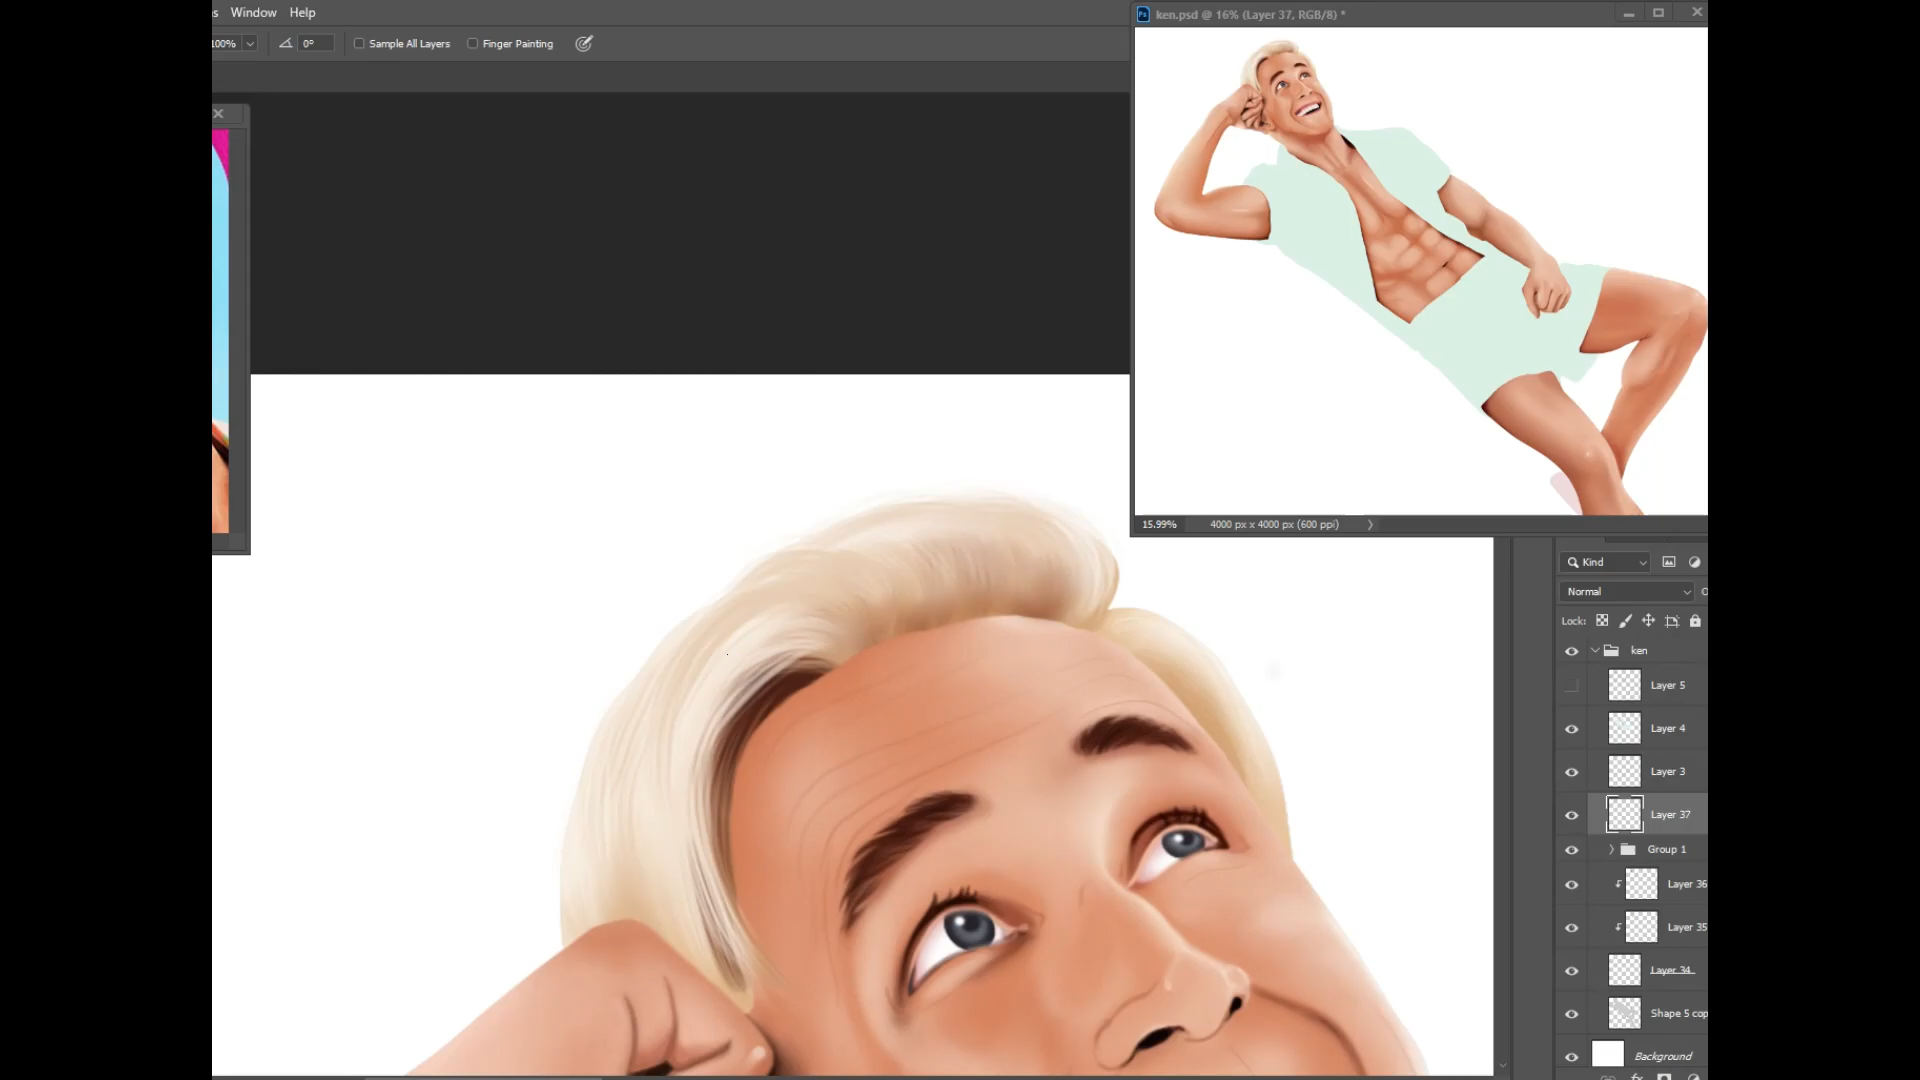 Window Help
ken.psd @ 16% (Layer 37, RGB/8) *
100% 0° Sample All Layers Finger Painting
15.99% 4000 px x 4000 px (600 ppi)
Kind
Normal
Lock:
ken
Layer 5
Layer 4
Layer 3
Layer 37
Group 1
Layer 36
Layer 35
Layer 34
Shape 5 cop
Background
fx